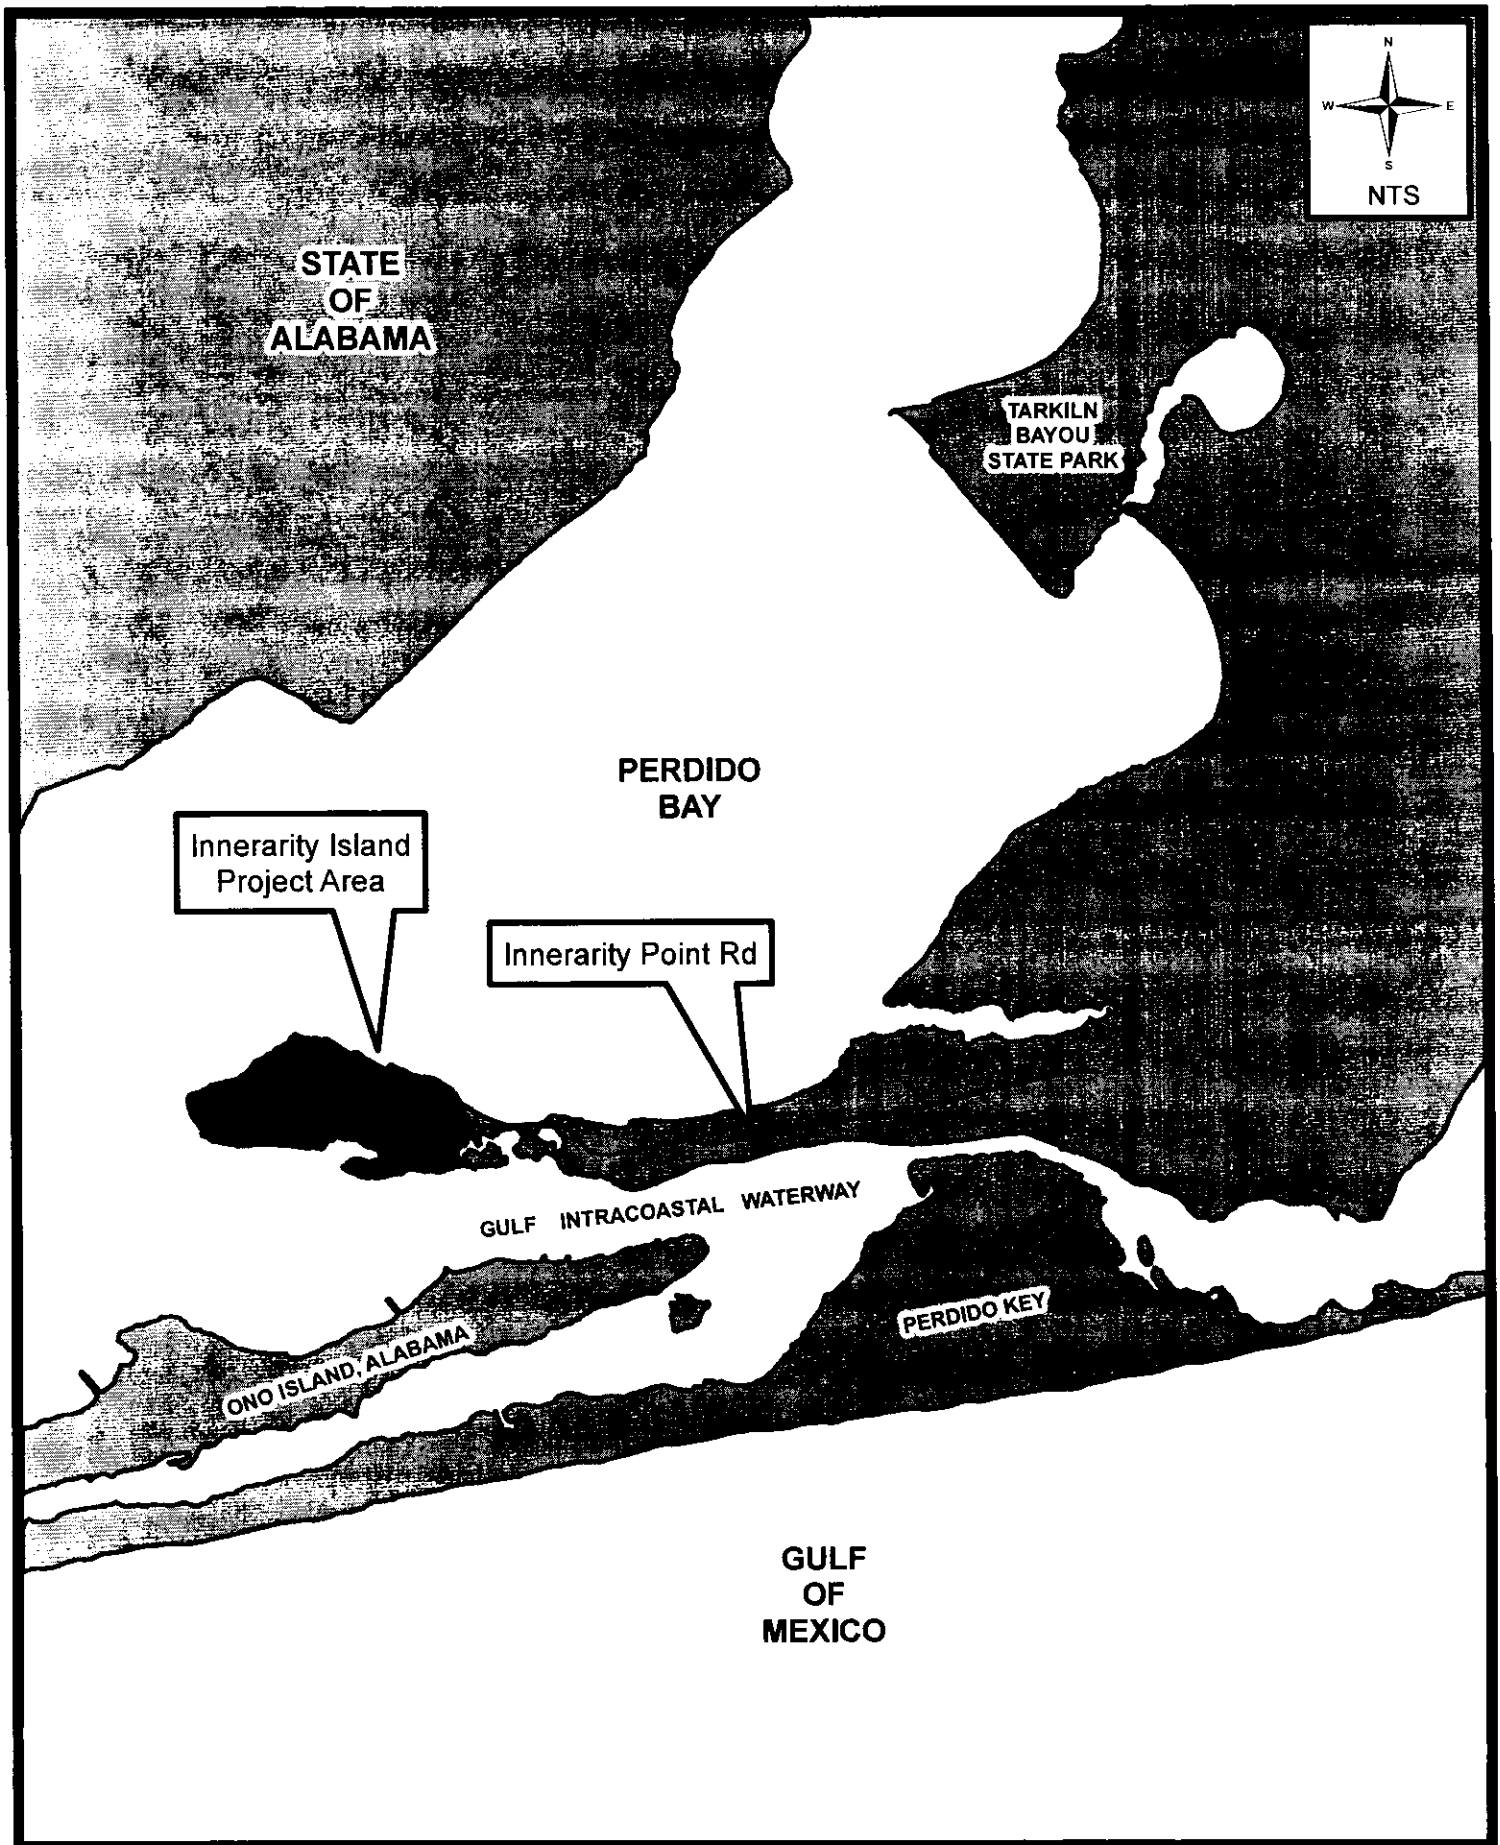 N
W E
S
NTS
STATE
OF
ALABAMA
TARKILN
BAYOU
STATE PARK
PERDIDO
BAY
Innerarity Island
Project Area
Innerarity Point Rd
GULF INTRACOASTAL WATERWAY
PERDIDO KEY
ONO ISLAND, ALABAMA
GULF
OF
MEXICO